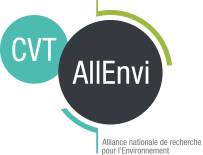 CVT
AllEnvi
Alliance nationale de recherche
pour l'Environnement